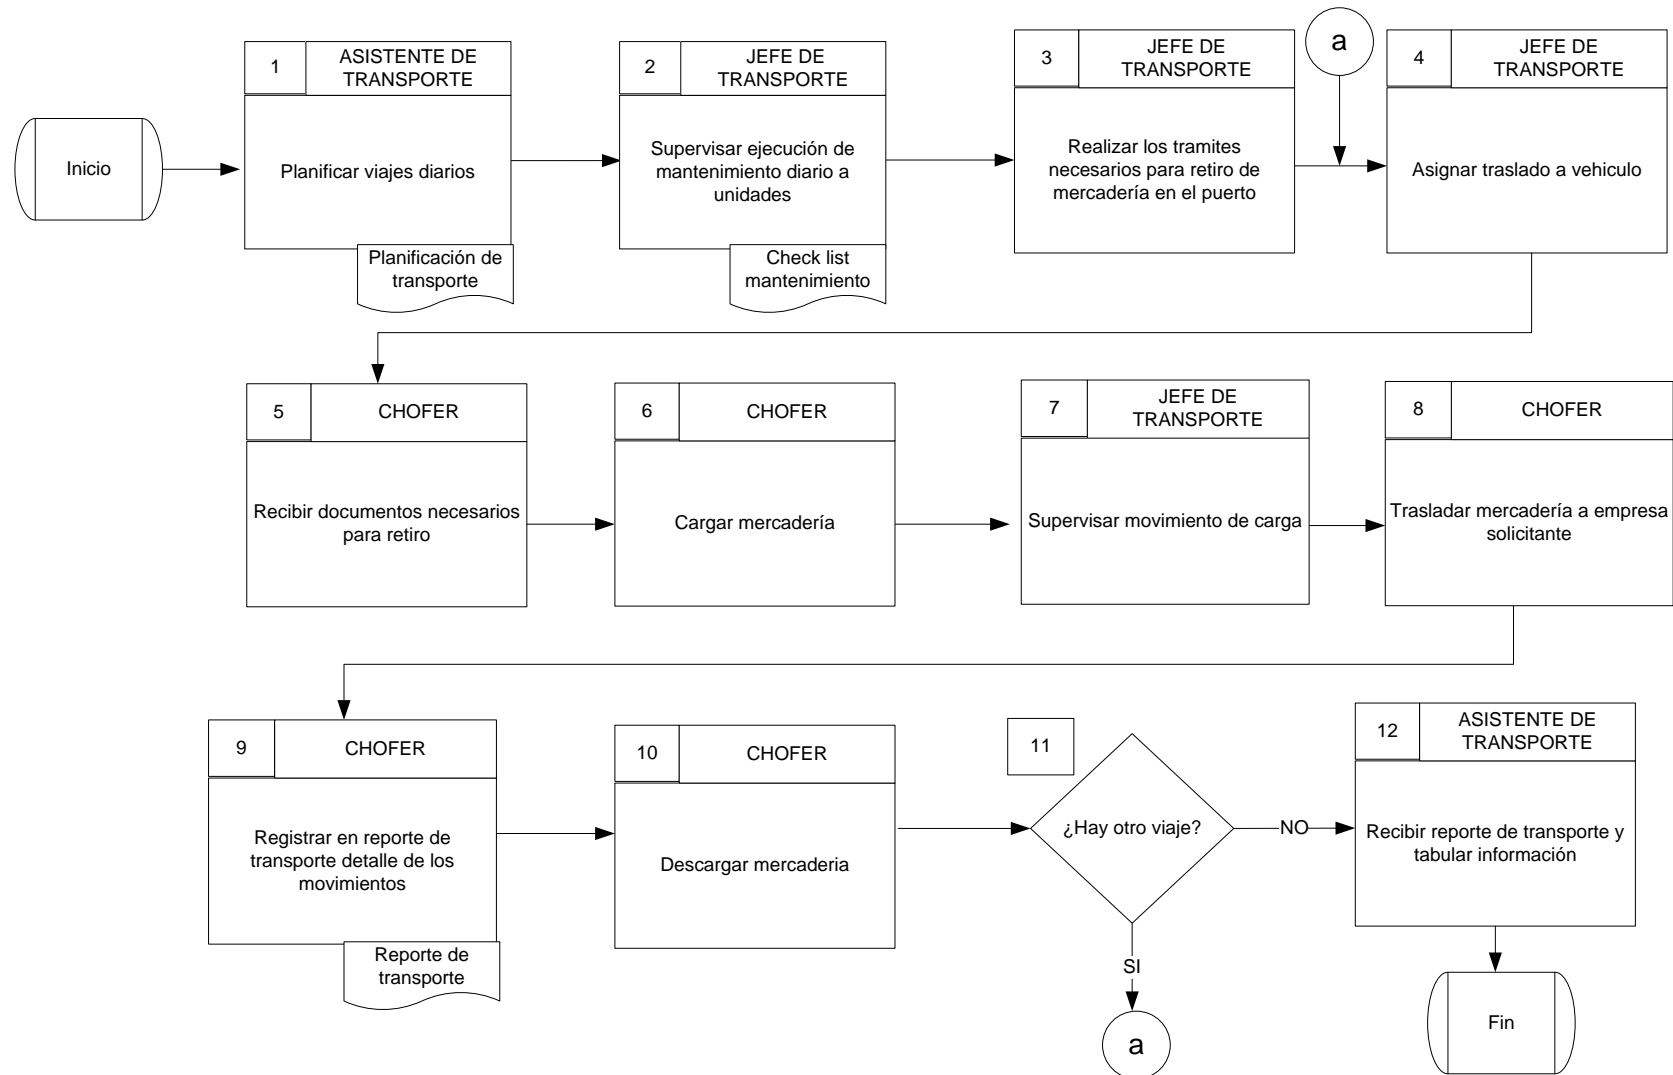 Inicio
1
ASISTENTE DE
TRANSPORTE
Planificar viajes diarios
Planificación de
transporte
2
JEFE DE
TRANSPORTE
Supervisar ejecución de
mantenimiento diario a
unidades
Check list
mantenimiento
3
JEFE DE
TRANSPORTE
Realizar los tramites
necesarios para retiro de
mercadería en el puerto
a
4
JEFE DE
TRANSPORTE
Asignar traslado a vehiculo
5
CHOFER
Recibir documentos necesarios
para retiro
6
CHOFER
Cargar mercadería
7
JEFE DE
TRANSPORTE
Supervisar movimiento de carga
8
CHOFER
Trasladar mercadería a empresa
solicitante
9
CHOFER
Registrar en reporte de
transporte detalle de los
movimientos
Reporte de
transporte
10
CHOFER
Descargar mercaderia
11
¿Hay otro viaje?
NO
SI
a
12
ASISTENTE DE
TRANSPORTE
Recibir reporte de transporte y
tabular información
Fin